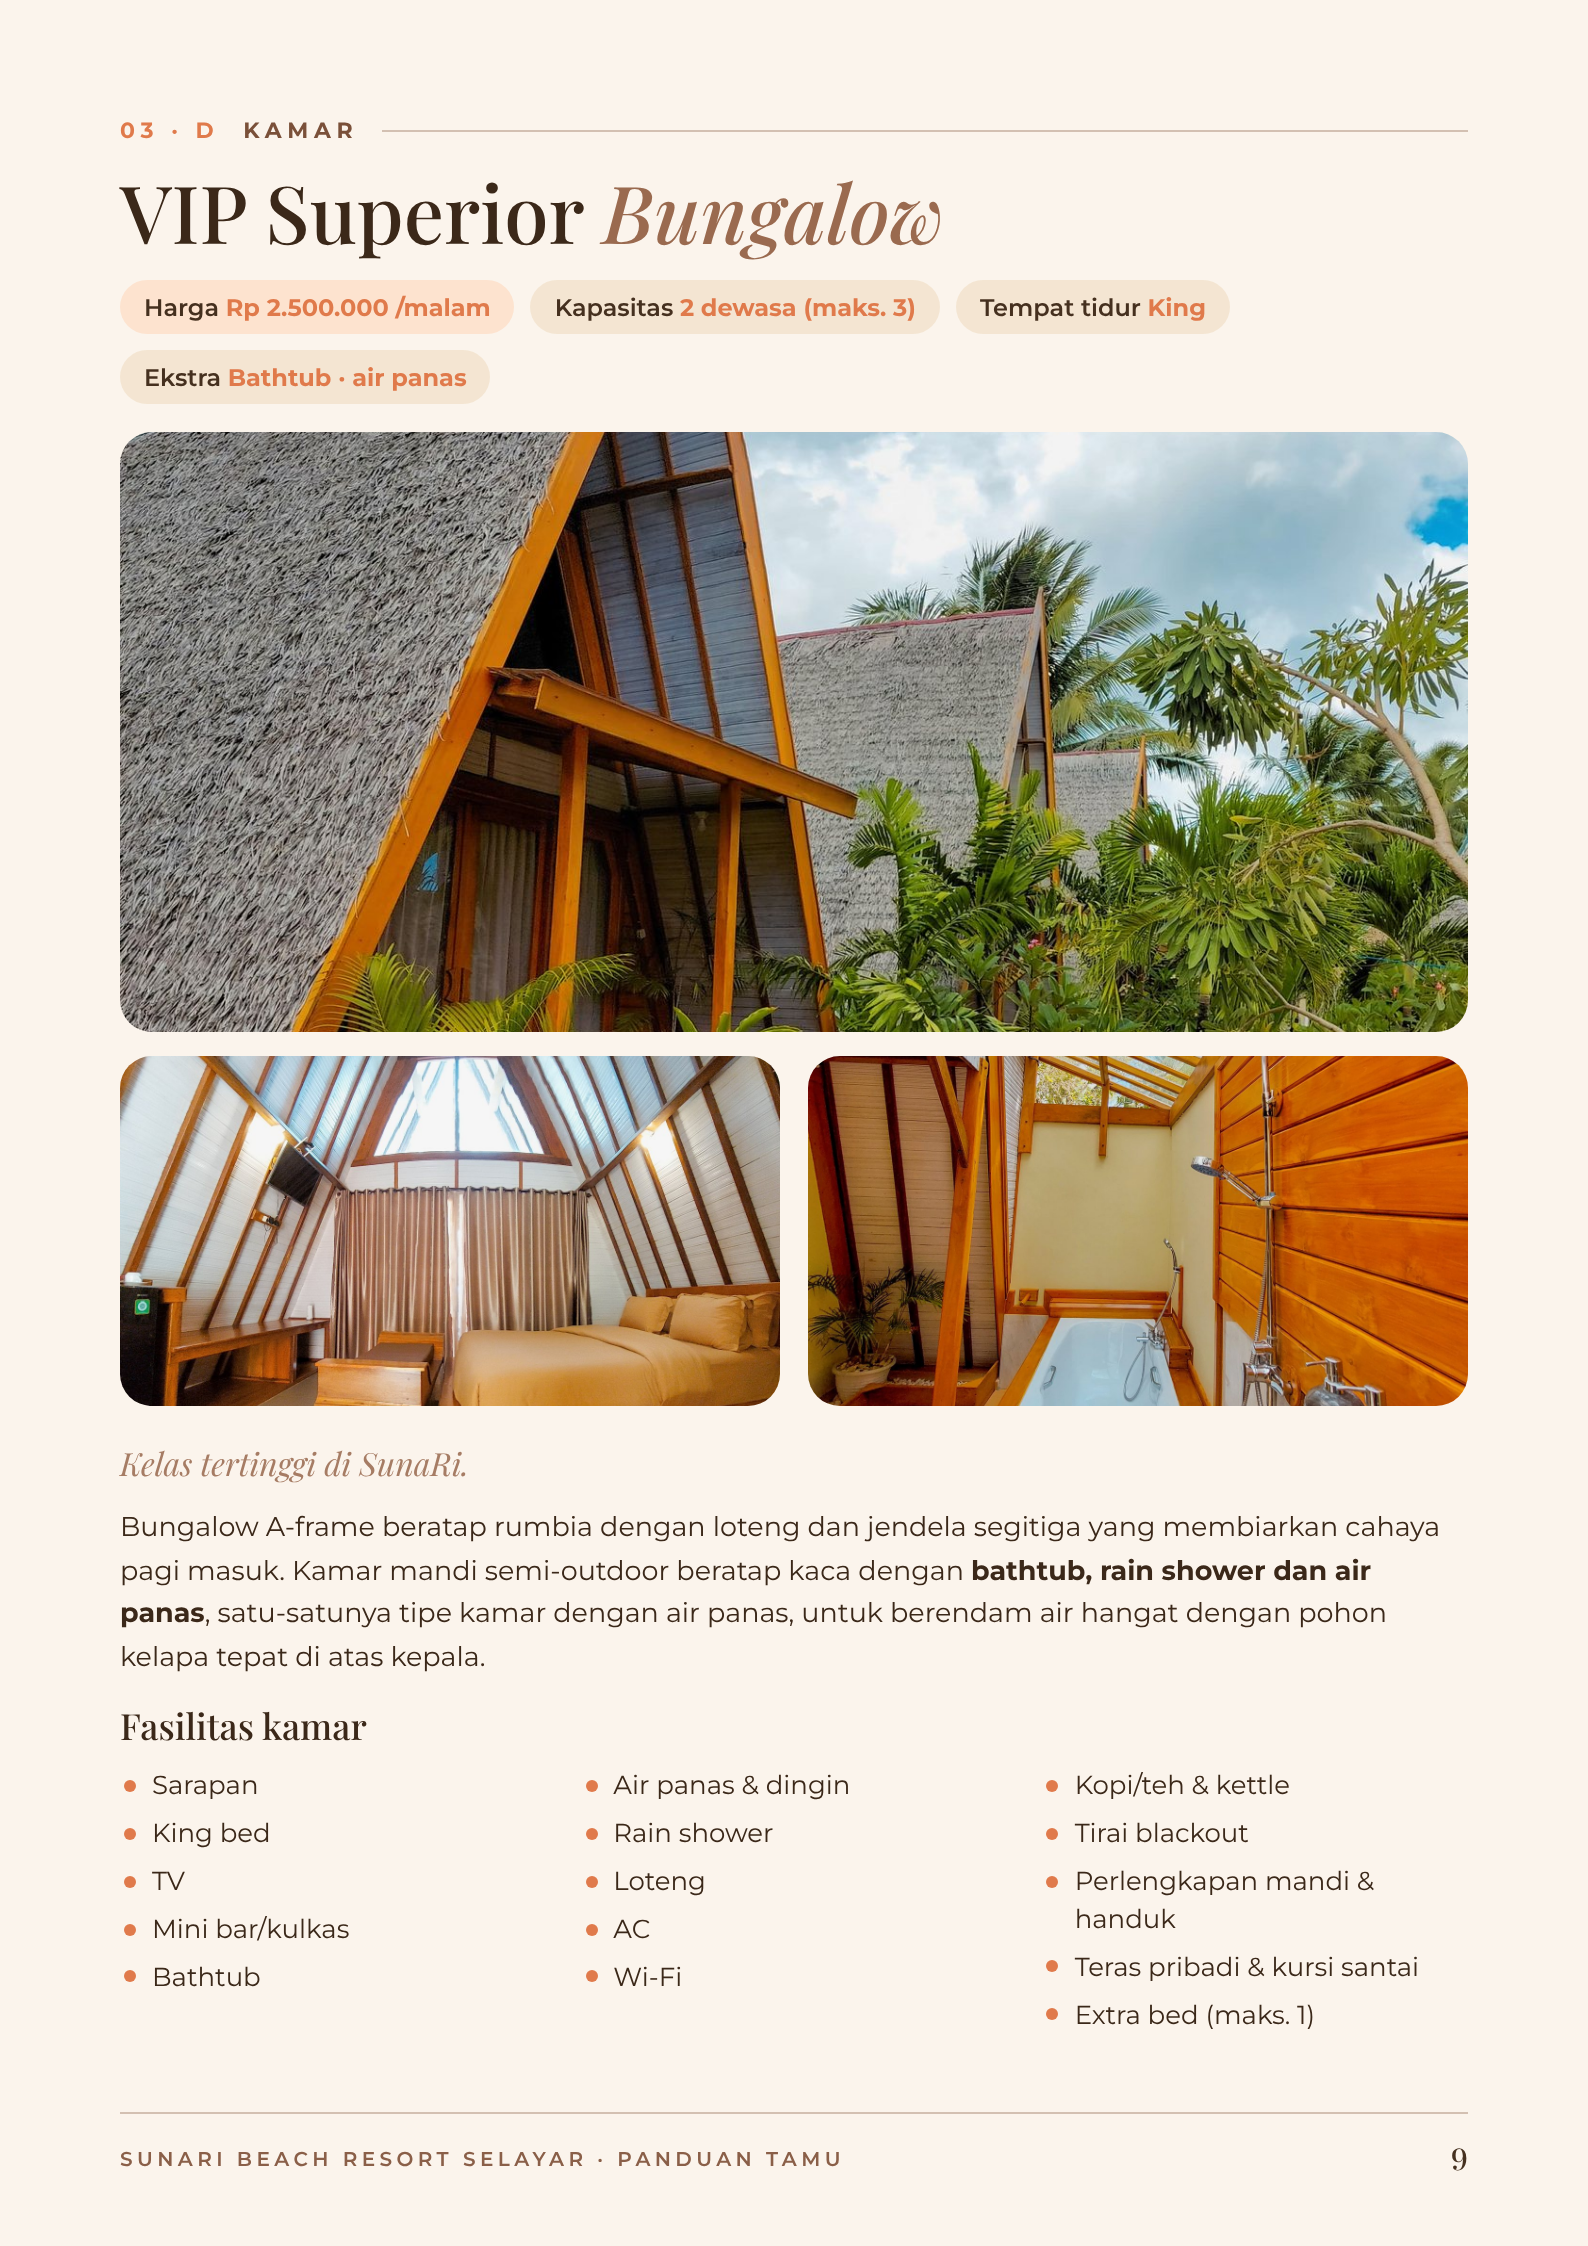 03 · D KAMAR
VIP Superior Bungalow
Harga Rp 2.500.000 /malam
Kapasitas 2 dewasa (maks. 3)
Tempat tidur King
Ekstra Bathtub · air panas
Kelas tertinggi di SunaRi.
Bungalow A-frame beratap rumbia dengan loteng dan jendela segitiga yang membiarkan cahaya
pagi masuk. Kamar mandi semi-outdoor beratap kaca dengan bathtub, rain shower dan air
panas, satu-satunya tipe kamar dengan air panas, untuk berendam air hangat dengan pohon
kelapa tepat di atas kepala.
Fasilitas kamar
Sarapan
King bed
TV
Mini bar/kulkas
Bathtub
Air panas & dingin
Rain shower
Loteng
AC
Wi-Fi
Kopi/teh & kettle
Tirai blackout
Perlengkapan mandi &
handuk
Teras pribadi & kursi santai
Extra bed (maks. 1)
SUNARI BEACH RESORT SELAYAR · PANDUAN TAMU
9